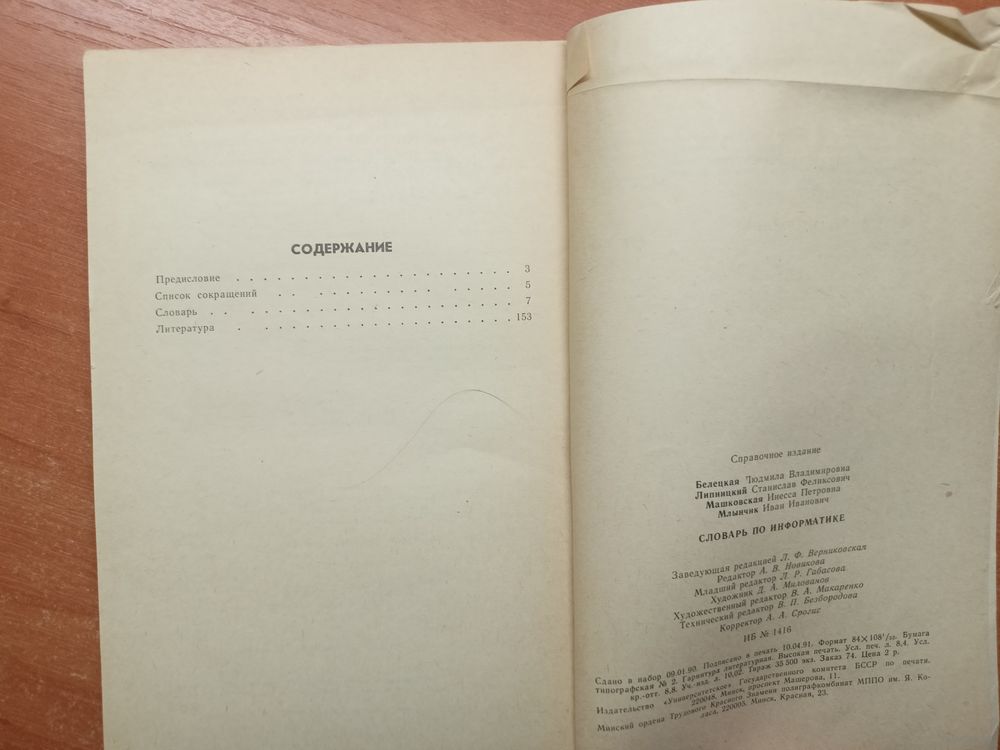 СОДЕРЖАНИЕ
Предисловие . . . . . . . . . . . . . . . . . . . . . 3
Список сокращений . . . . . . . . . . . . . . . . . 5
Словарь . . . . . . . . . . . . . . . . . . . . . . . 7
Литература . . . . . . . . . . . . . . . . . . . . . 153
Справочное издание
Белецкая Людмила Владимировна
Липницкий Станислав Феликсович
Машковская Инесса Петровна
Млынчик Иван Иванович
СЛОВАРЬ ПО ИНФОРМАТИКЕ
Заведующая редакцией Л. Ф. Верниковская
Редактор А. В. Новикова
Младший редактор Л. Р. Габасова
Художник Д. А. Милованов
Художественный редактор В. А. Макаренко
Технический редактор В. П. Безбородова
Корректор А. А. Срогис
ИБ № 1416
Сдано в набор 09.01 90. Подписано в печать 10.04.91. Формат 84×108¹/₃₂. Бумага
типографская № 2. Гарнитура литературная. Высокая печать. Усл. печ. л. 8,4. Усл.
кр.-отт. 8,8. Уч.-изд. л. 10,02. Тираж 35 500 экз. Заказ 74. Цена 2 р.
Издательство «Университетское» Государственного комитета БССР по печати.
220048. Минск, проспект Машерова, 11.
Минский ордена Трудового Красного Знамени полиграфкомбинат МППО им. Я. Ко-
ласа. 220005. Минск, Красная, 23.